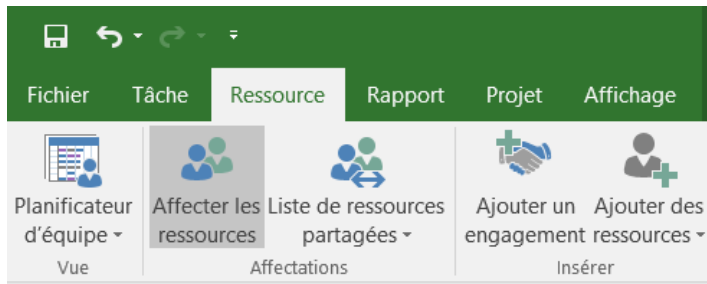 Fichier Tâche Ressource Rapport Projet Affichage
Planificateur d'équipe
Affecter les ressources
Liste de ressources partagées
Ajouter un engagement
Ajouter des ressources
Vue Affectations Insérer